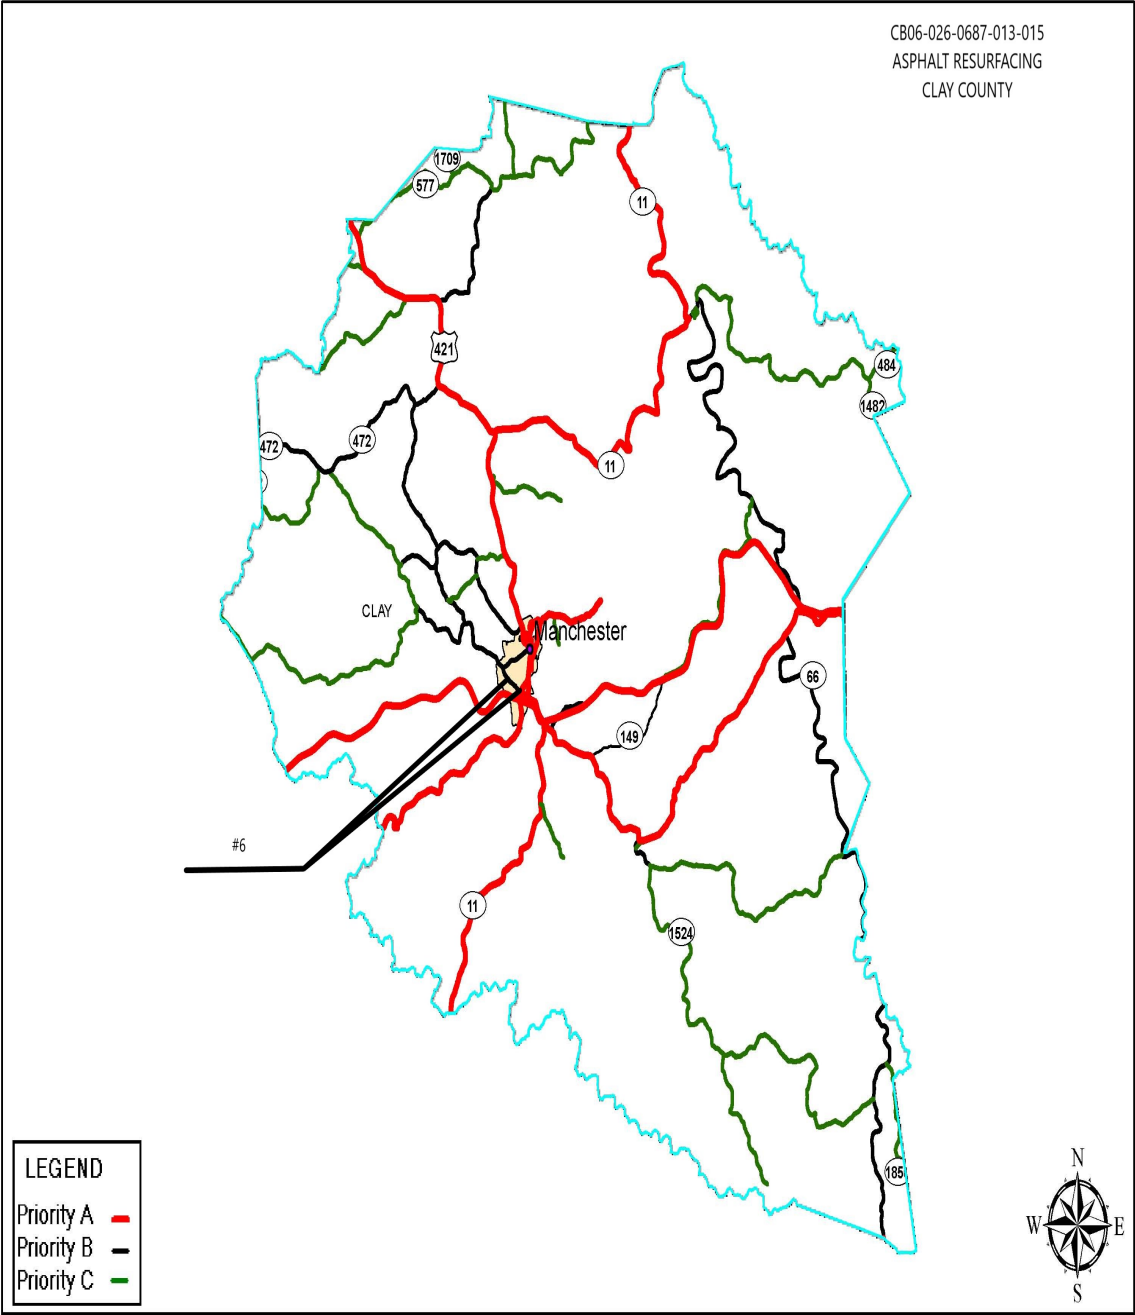 CB06-026-0687-013-015
ASPHALT RESURFACING
CLAY COUNTY
1709
577
11
421
484
1482
472
472
11
CLAY
Manchester
66
149
#6
11
1524
185
LEGEND
Priority A
Priority B
Priority C
N
W
E
S